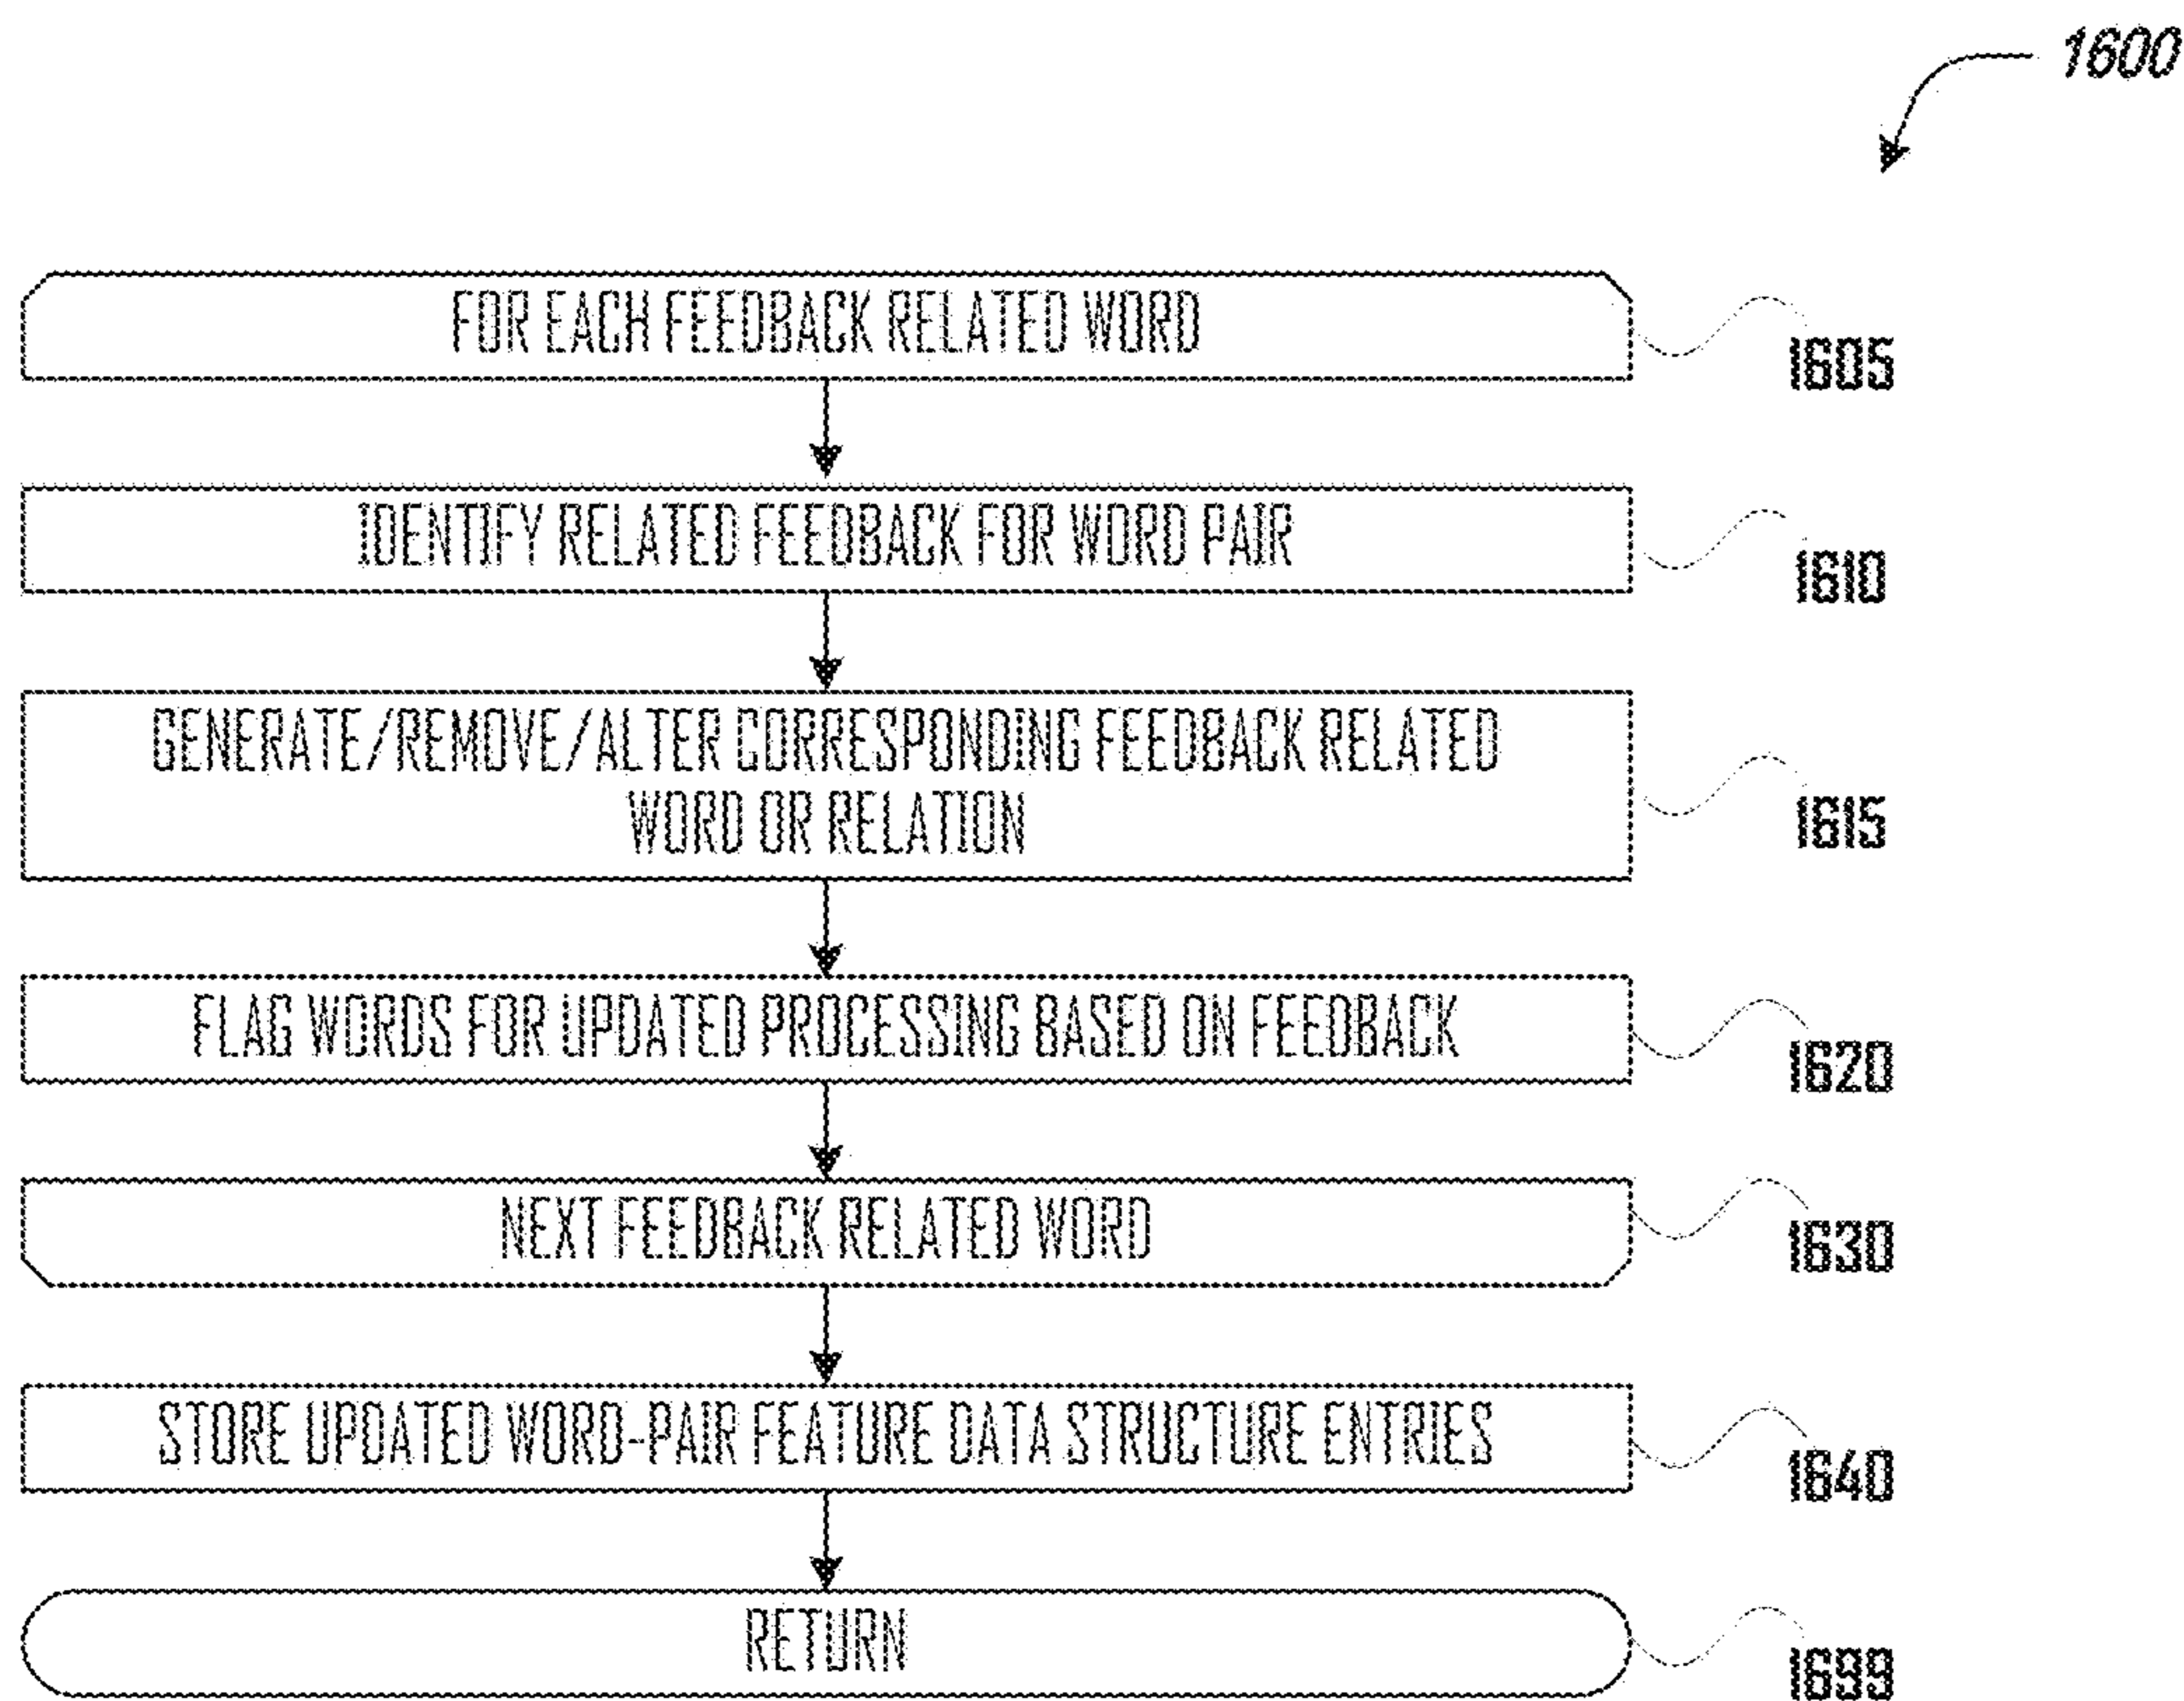 1600
FOR EACH FEEDBACK RELATED WORD
1605
IDENTIFY RELATED FEEDBACK FOR WORD PAIR
1610
GENERATE/REMOVE/ALTER CORRESPONDING FEEDBACK RELATED
WORD OR RELATION
1615
FLAG WORDS FOR UPDATED PROCESSING BASED ON FEEDBACK
1620
NEXT FEEDBACK RELATED WORD
1630
STORE UPDATED WORD-PAIR FEATURE DATA STRUCTURE ENTRIES
1640
RETURN
1699